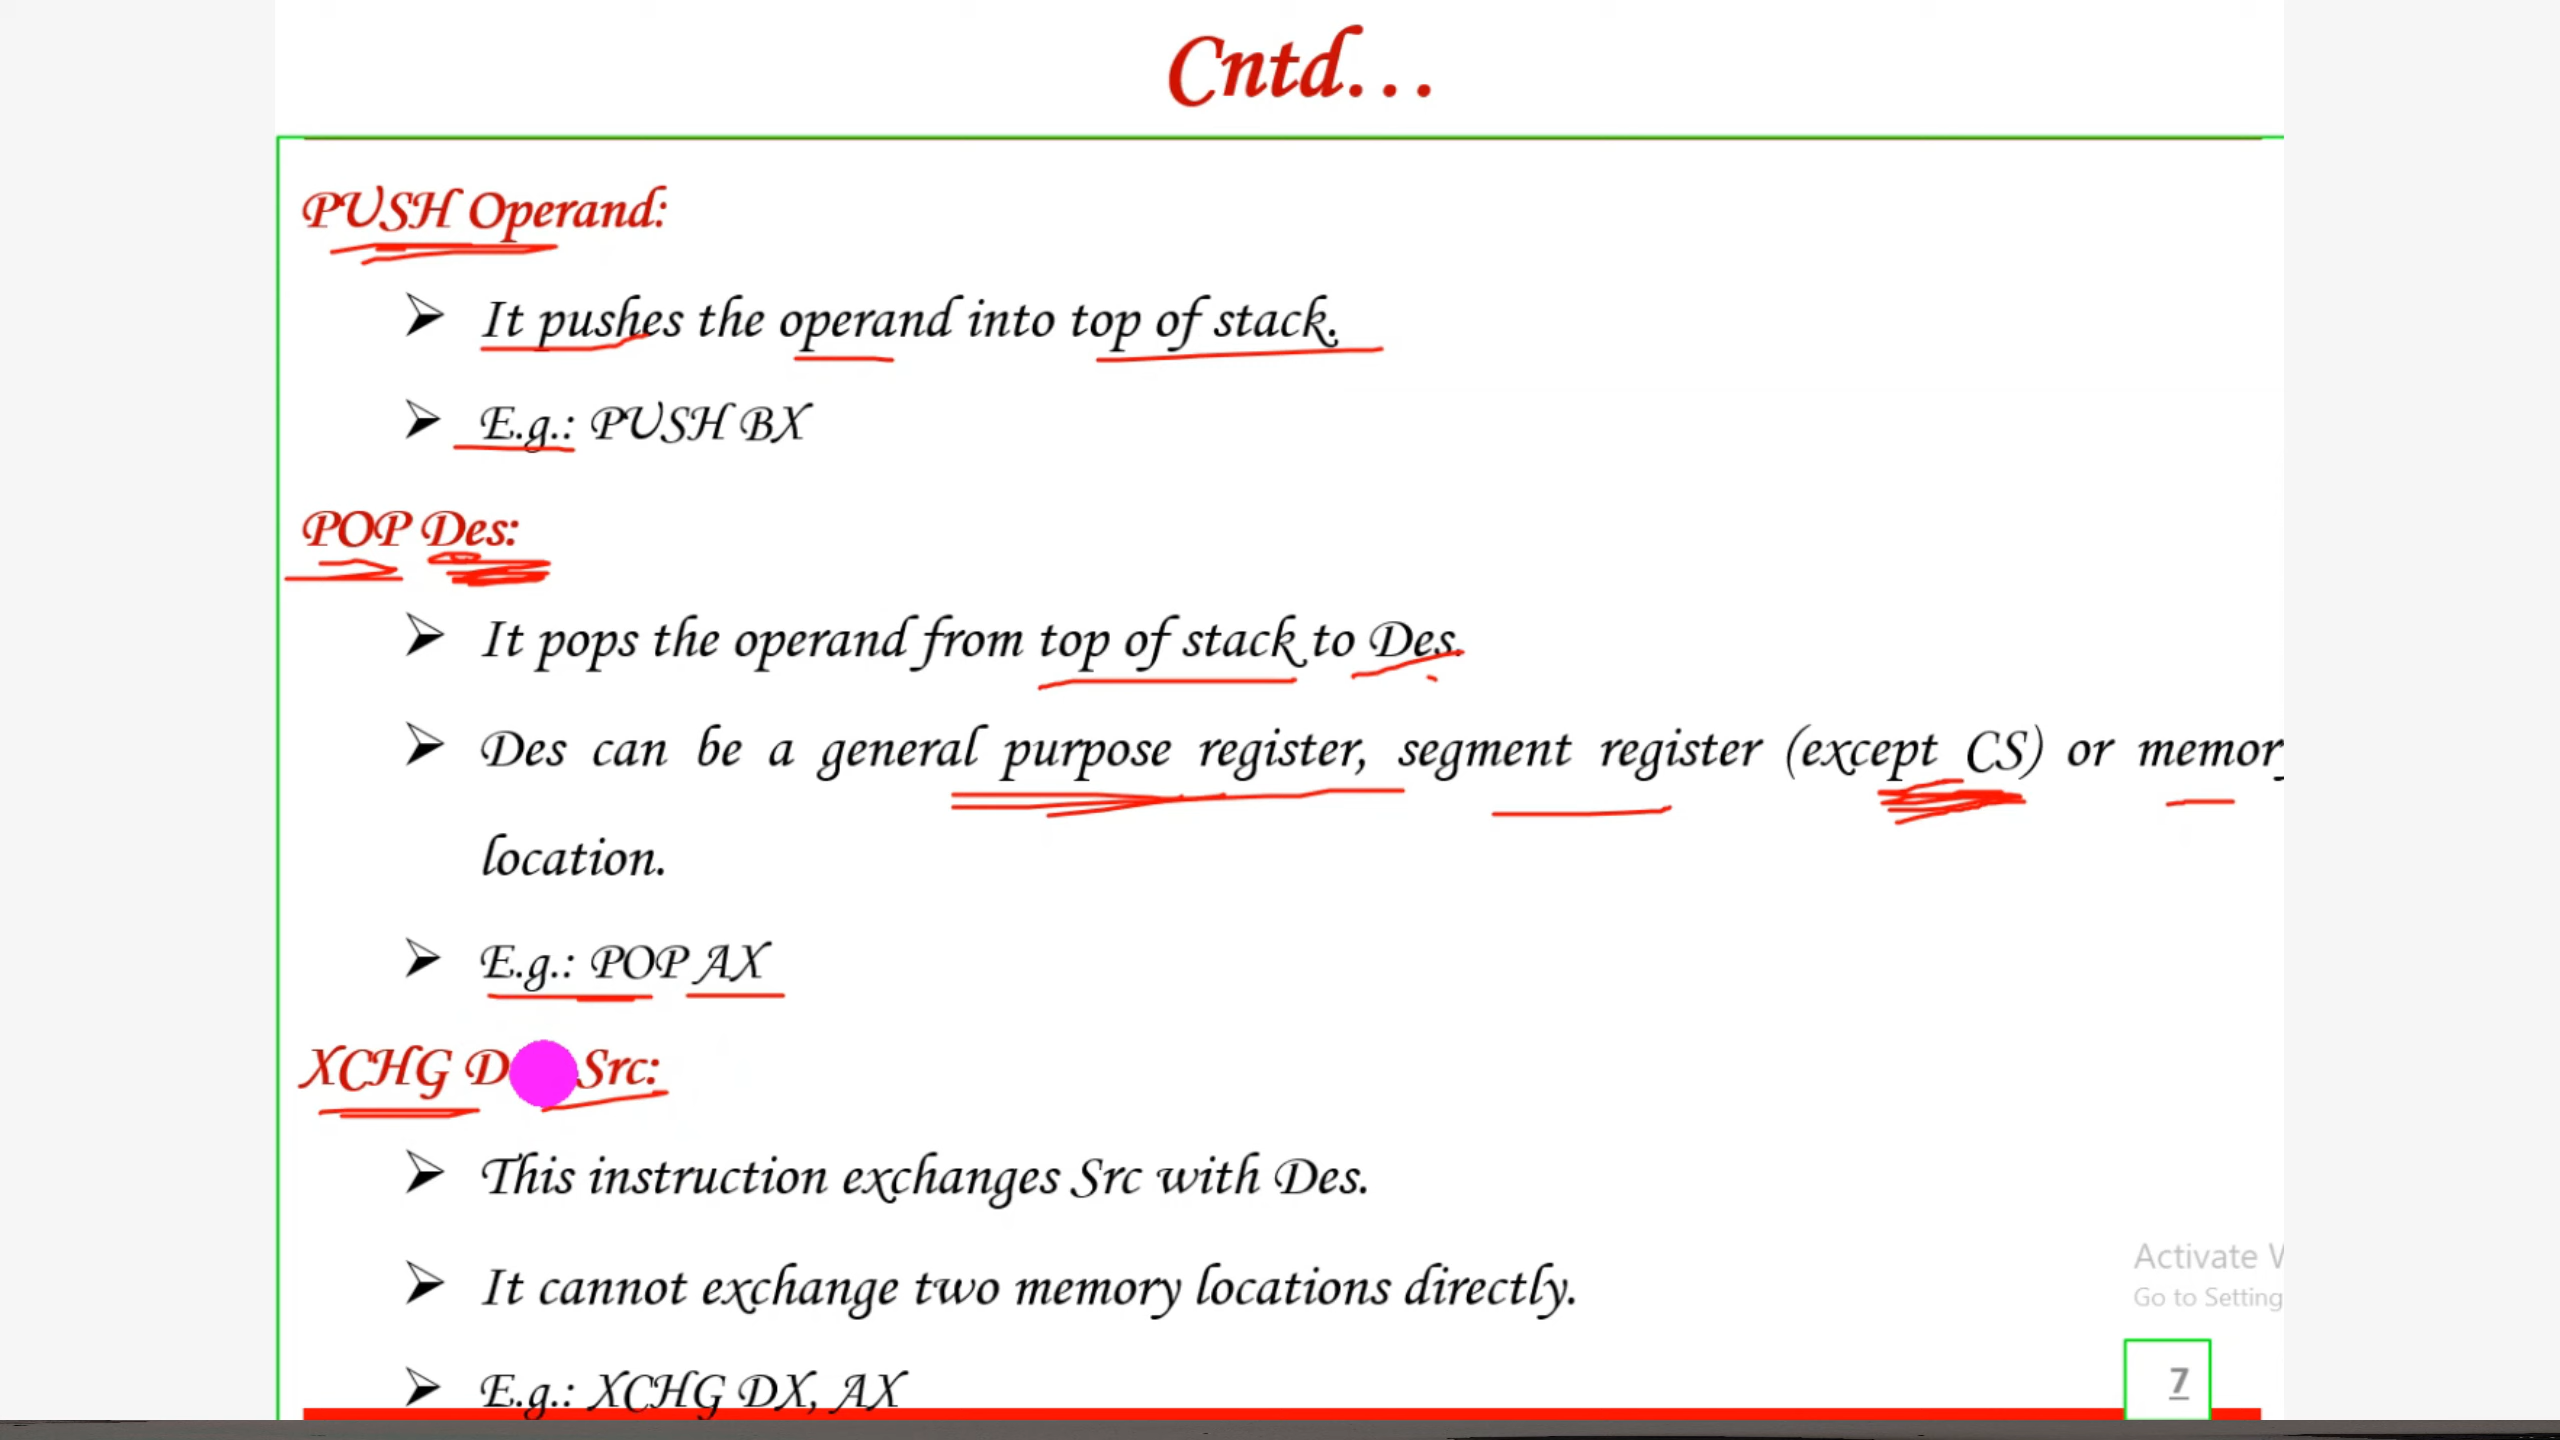 Cntd...
PUSH Operand:
It pushes the operand into top of stack.
E.g.: PUSH BX
POP Des:
It pops the operand from top of stack to Des.
Des can be a general purpose register, segment register (except CS) or
location.
E.g.: POP AX
XCHG Src:
This instruction exchanges Src with Des.
It cannot exchange two memory locations directly.
E.g.: XCHG DX, AX
Activate
Go to Setting
7